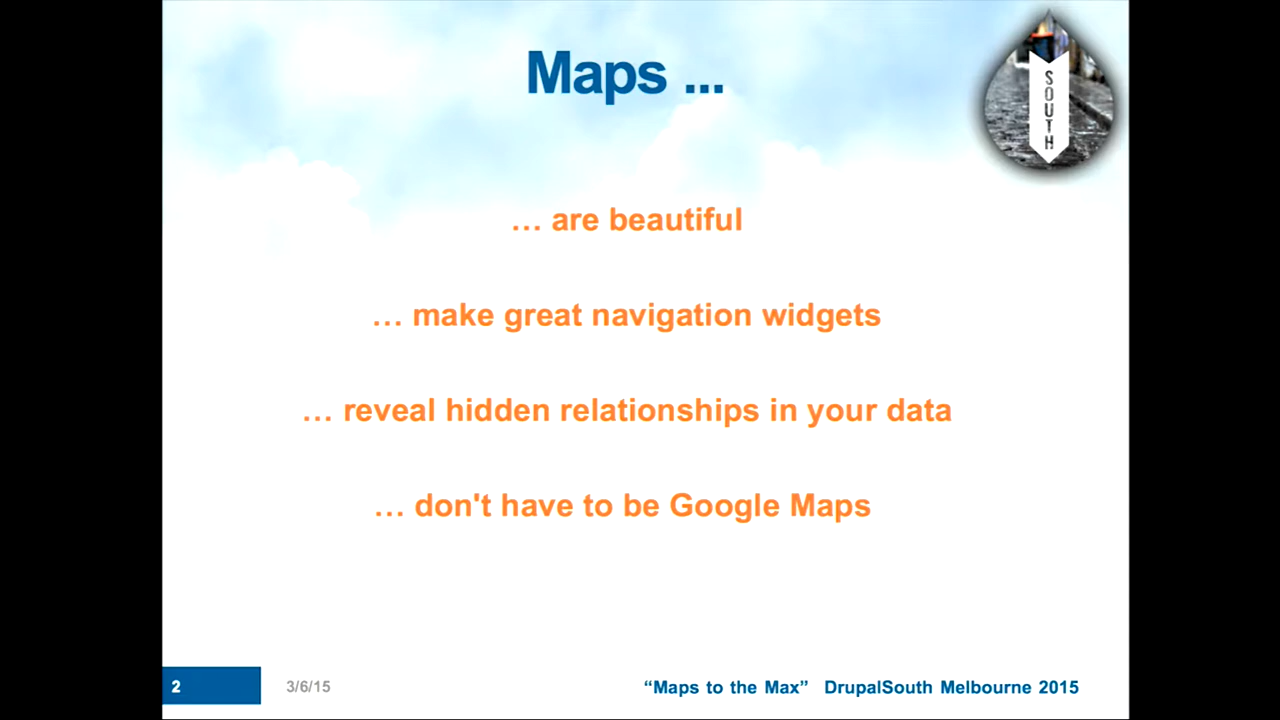 Maps ...
SOUTH
… are beautiful
… make great navigation widgets
… reveal hidden relationships in your data
… don't have to be Google Maps
2
3/6/15
“Maps to the Max” DrupalSouth Melbourne 2015